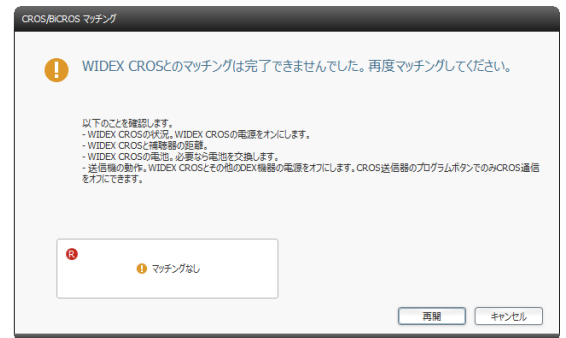 CROS/BiCROS マッチング
WIDEX CROSとのマッチングは完了できませんでした。再度マッチングしてください。
以下のことを確認します。
- WIDEX CROSの状況。WIDEX CROSの電源をオンにします。
- WIDEX CROSと補聴器の距離。
- WIDEX CROSの電池。必要なら電池を交換します。
- 送信機の動作。WIDEX CROSとその他のDEX機器の電源をオフにします。CROS送信器のプログラムボタンでのみCROS通信
をオフにできます。
R
マッチングなし
再開
キャンセル